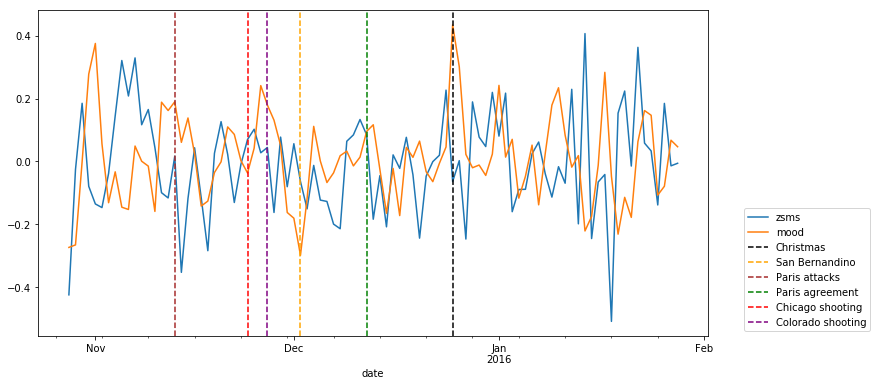 0.4
0.2
0.0
−0.2
−0.4
Nov
Dec
Jan
2016
Feb
date
zsms
mood
Christmas
San Bernandino
Paris attacks
Paris agreement
Chicago shooting
Colorado shooting